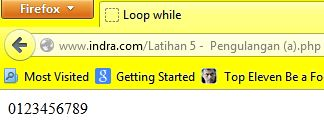 Firefox
Loop while
www.indra.com/Latihan 5 - Pengulangan (a).php
Most Visited Getting Started Top Eleven Be a Fo
0123456789